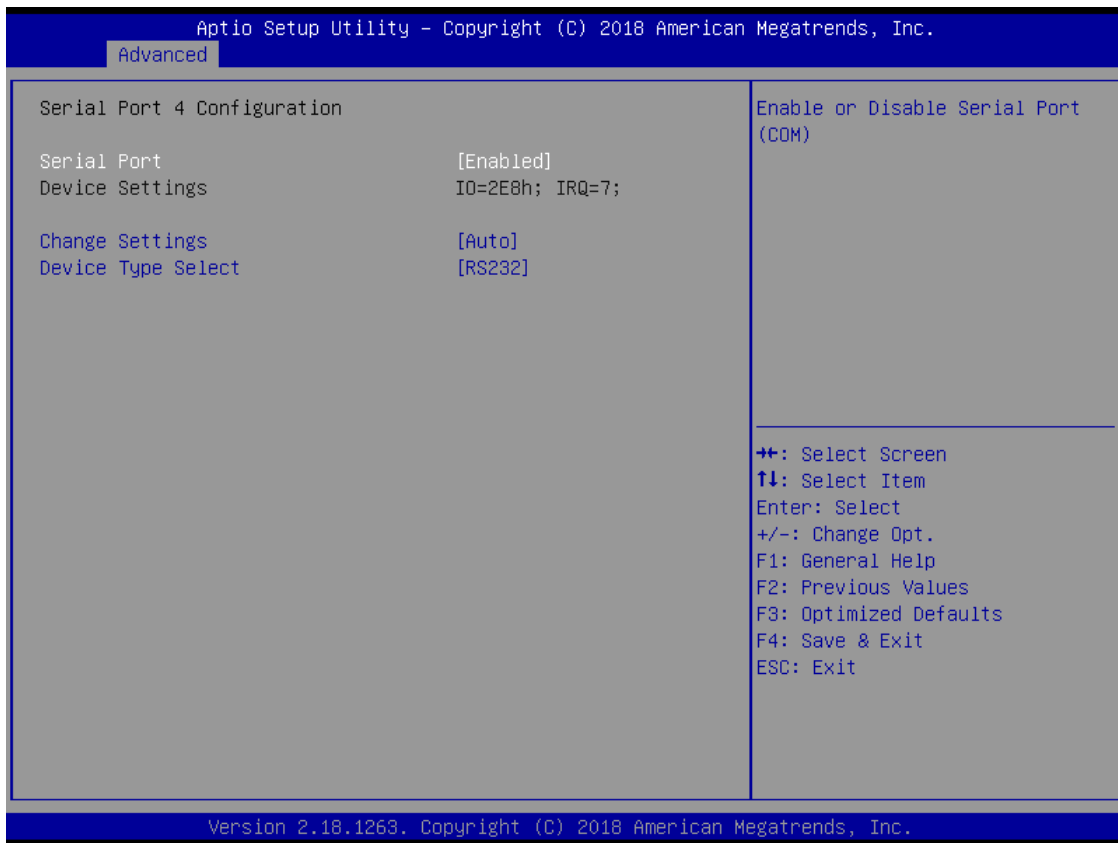 Aptio Setup Utility – Copyright (C) 2018 American Megatrends, Inc.
Advanced
Serial Port 4 Configuration
Serial Port [Enabled]
Device Settings IO=2E8h; IRQ=7;
Change Settings [Auto]
Device Type Select [RS232]
Enable or Disable Serial Port
(COM)
→←: Select Screen
↑↓: Select Item
Enter: Select
+/-: Change Opt.
F1: General Help
F2: Previous Values
F3: Optimized Defaults
F4: Save & Exit
ESC: Exit
Version 2.18.1263. Copyright (C) 2018 American Megatrends, Inc.